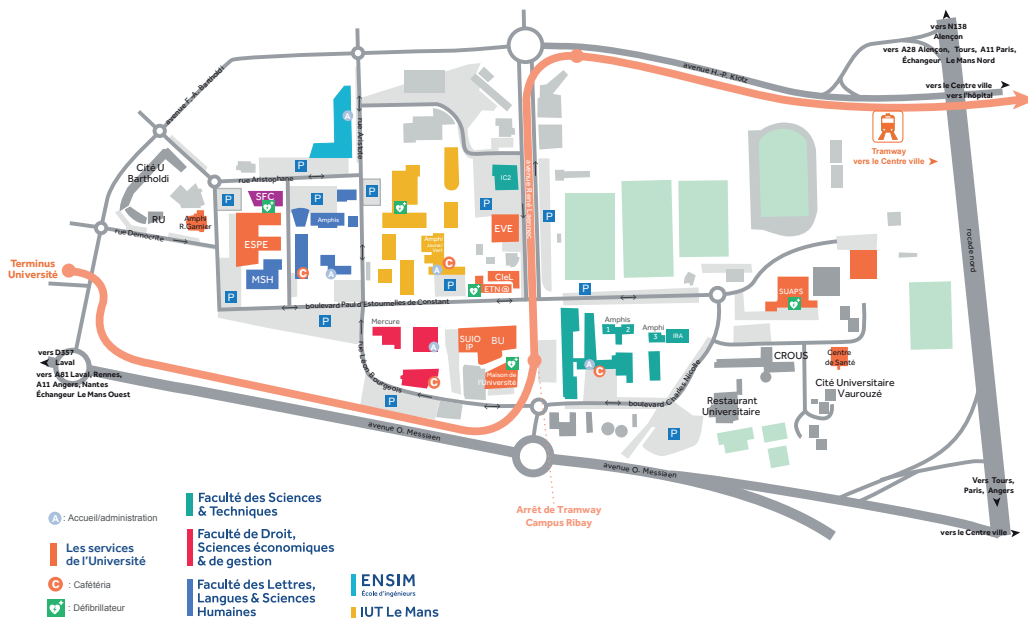 vers N138
Alençon
vers A28 Alençon, Tours, A11 Paris,
Échangeur Le Mans Nord
avenue H.-P. Klotz
vers le Centre ville
vers l'hôpital
Tramway
vers le Centre ville
avenue F.-A. Bartholdi
rue Aristote
avenue René Laennec
rocade nord
Cité U
Bartholdi
rue Aristophane
RU
Amphi
R.Garnier
rue Démocrite
SFC
ESPE
MSH
Amphis
IC2
EVE
CIeL
ETN@
P
P
P
P
P
P
P
P
P
P
P
P
P
P
A
A
A
A
A
C
C
C
C
Terminus
Université
boulevard Paul d'Estournelles de Constant
SUAPS
Mercure
SUIO
IP
BU
Maison de
l'Université
Amphis
1
2
Amphi
3
IRA
rue Léon Bourgeois
boulevard Charles Nicolle
CROUS
Centre
de Santé
Restaurant
Universitaire
Cité Universitaire
Vaurouzé
vers D357
Laval
vers A81 Laval, Rennes,
A11 Angers, Nantes
Échangeur Le Mans Ouest
avenue O. Messiaen
avenue O. Messiaen
Vers Tours,
Paris, Angers
vers le Centre ville
Arrêt de Tramway
Campus Ribay
A : Accueil/administration
Les services
de l'Université
C : Cafétéria
: Défibrillateur
Faculté des Sciences
& Techniques
Faculté de Droit,
Sciences économiques
& de gestion
Faculté des Lettres,
Langues & Sciences
Humaines
ENSIM
École d'ingénieurs
IUT Le Mans